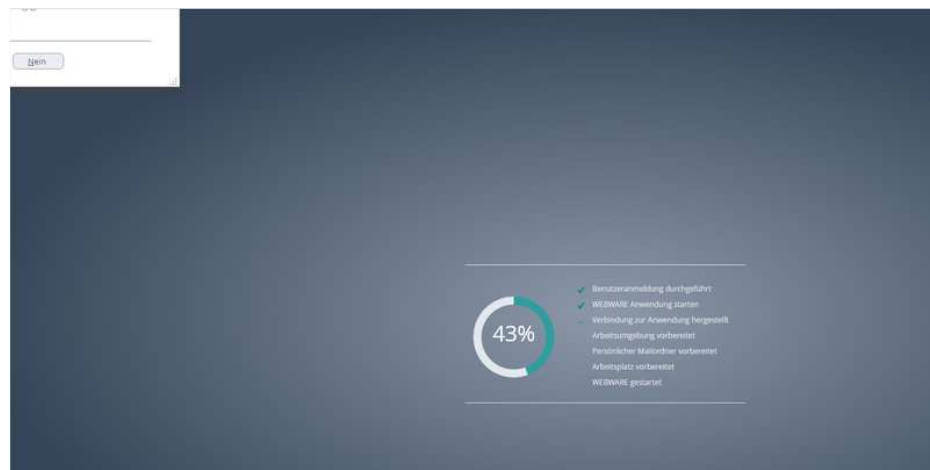 Nein
43%
Benutzeranmeldung durchgeführt
WEBWARE Anwendung starten
Verbindung zur Anwendung hergestellt
Arbeitsumgebung vorbereitet
Persönlicher Mailordner vorbereitet
Arbeitsplatz vorbereitet
WEBWARE gestartet